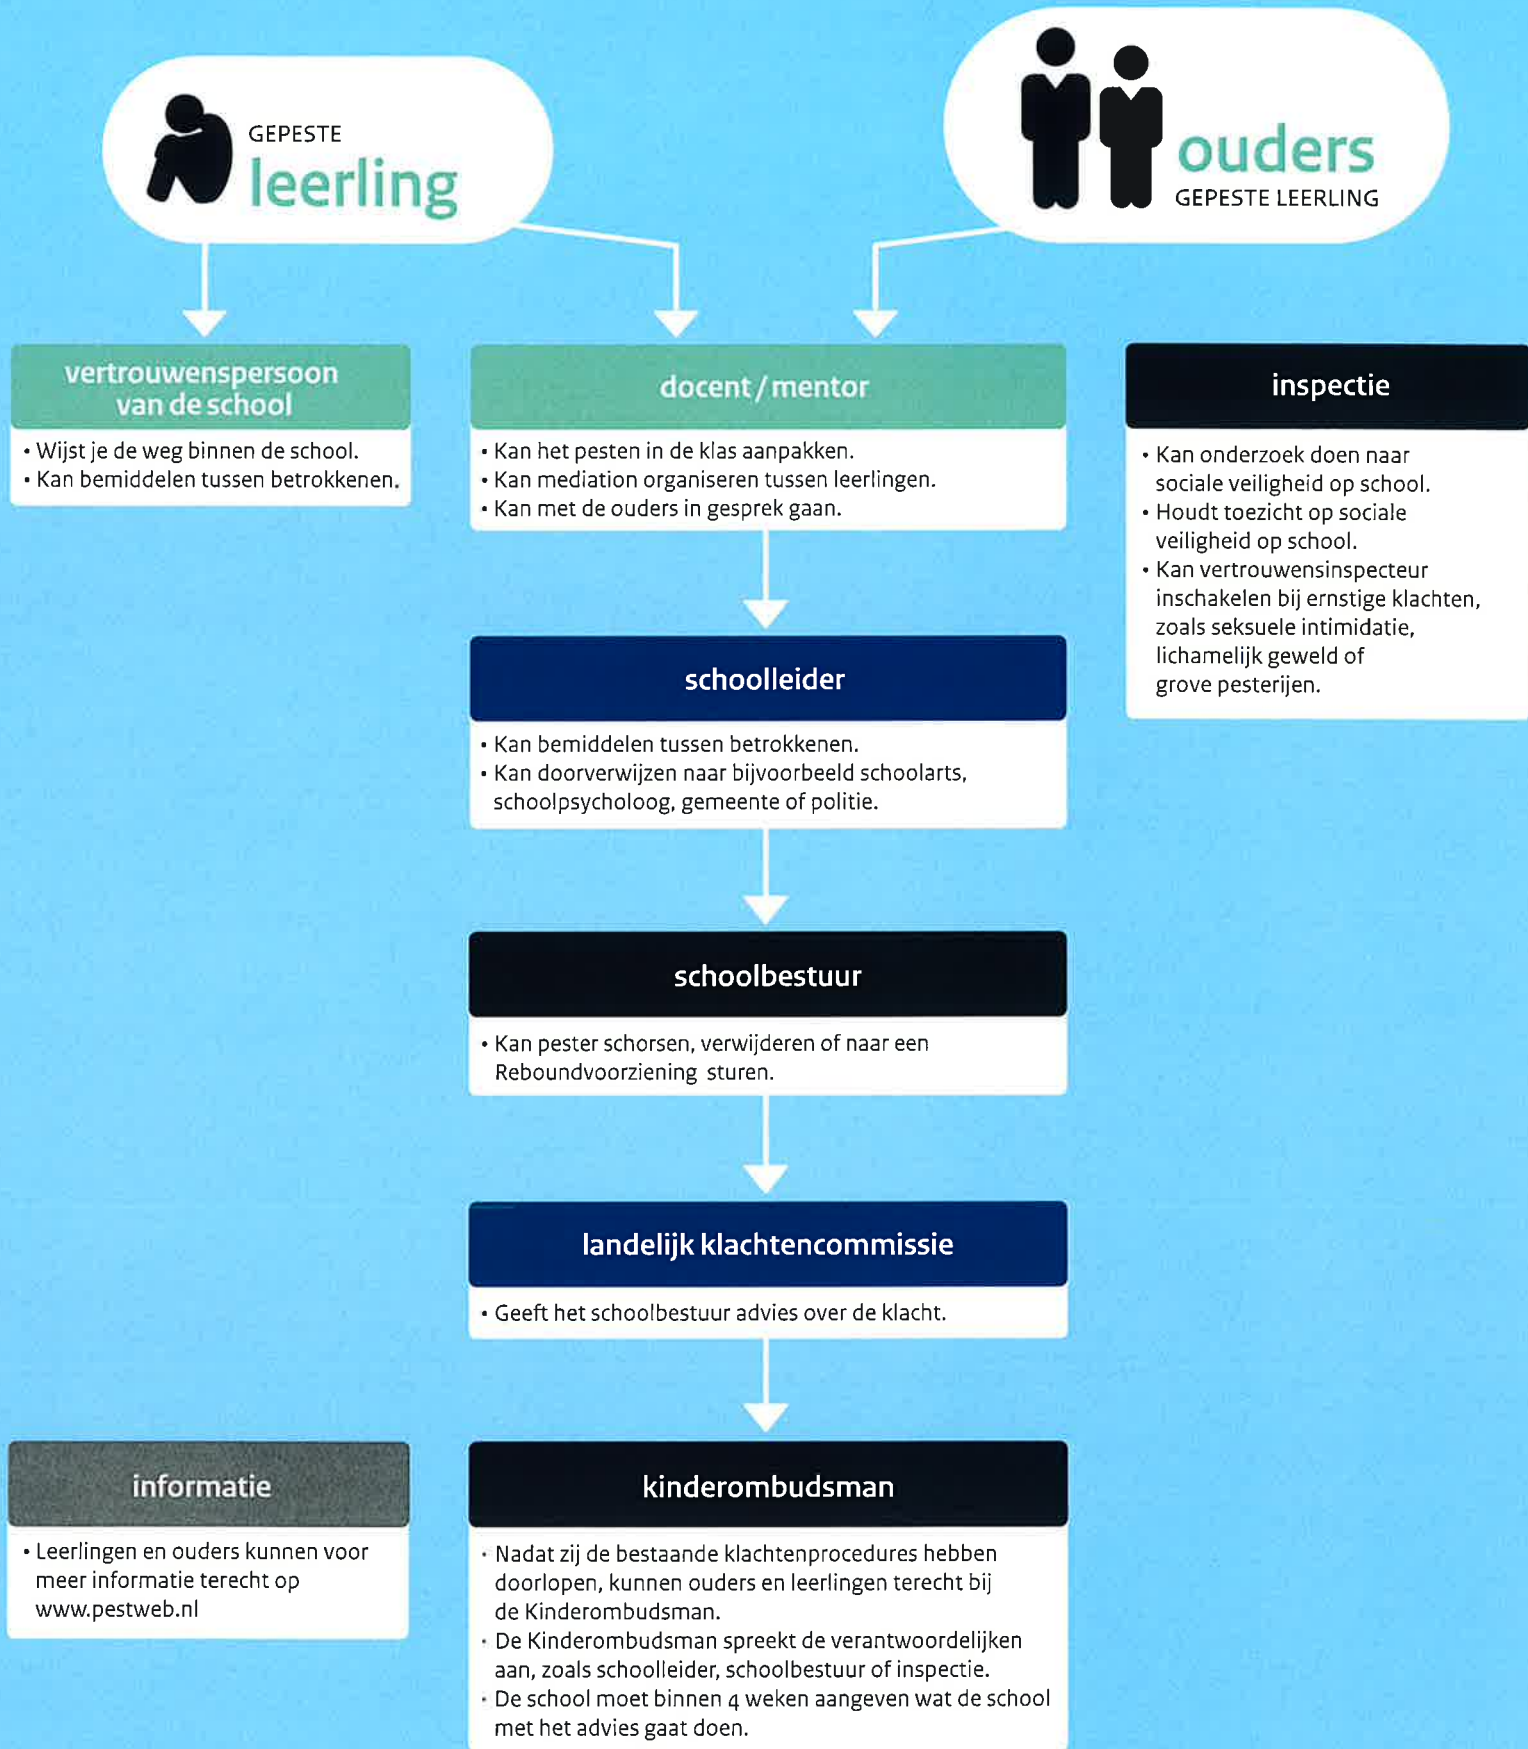 GEPESTE
leerling
ouders
GEPESTE LEERLING
vertrouwenspersoon
van de school
• Wijst je de weg binnen de school.
• Kan bemiddelen tussen betrokkenen.
docent / mentor
• Kan het pesten in de klas aanpakken.
• Kan mediation organiseren tussen leerlingen.
• Kan met de ouders in gesprek gaan.
inspectie
• Kan onderzoek doen naar
sociale veiligheid op school.
• Houdt toezicht op sociale
veiligheid op school.
• Kan vertrouwensinspecteur
inschakelen bij ernstige klachten,
zoals seksuele intimidatie,
lichamelijk geweld of
grove pesterijen.
schoolleider
• Kan bemiddelen tussen betrokkenen.
• Kan doorverwijzen naar bijvoorbeeld schoolarts,
schoolpsycholoog, gemeente of politie.
schoolbestuur
• Kan pester schorsen, verwijderen of naar een
Reboundvoorziening sturen.
landelijk klachtencommissie
• Geeft het schoolbestuur advies over de klacht.
informatie
• Leerlingen en ouders kunnen voor
meer informatie terecht op
www.pestweb.nl
kinderombudsman
• Nadat zij de bestaande klachtenprocedures hebben
doorlopen, kunnen ouders en leerlingen terecht bij
de Kinderombudsman.
• De Kinderombudsman spreekt de verantwoordelijken
aan, zoals schoolleider, schoolbestuur of inspectie.
• De school moet binnen 4 weken aangeven wat de school
met het advies gaat doen.